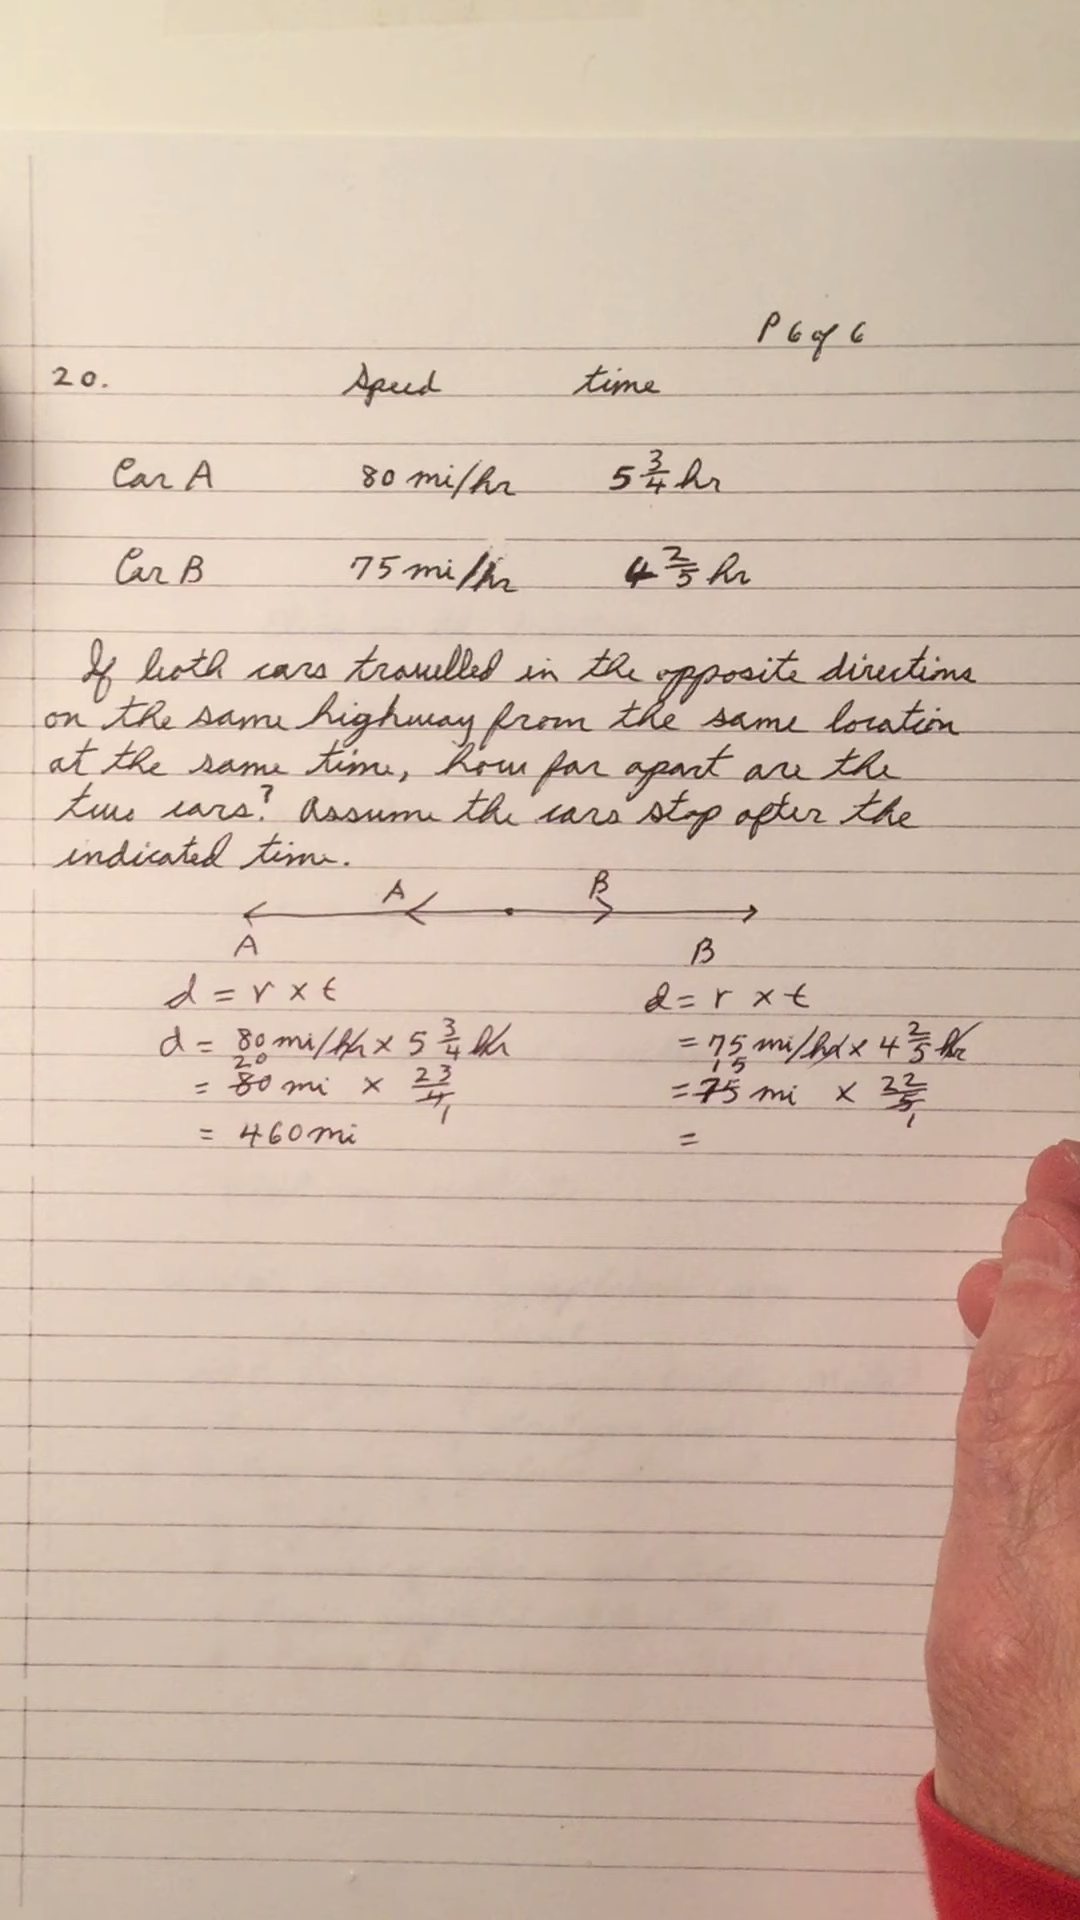 P 6 of 6
20. Speed time
Car A 80 mi/hr 5 3/4 hr
Car B 75 mi/hr 4 2/5 hr
If both cars travelled in the opposite directions
on the same highway from the same location
at the same time, how far apart are the
two cars? Assume the cars stop after the
indicated time.
A B
A B
d = r × t d = r × t
d = 80 mi/hr × 5 3/4 hr = 75 mi/hr × 4 2/5 hr
20 15
= 80 mi × 23/4 = 75 mi × 22/5
1 1
= 460 mi =